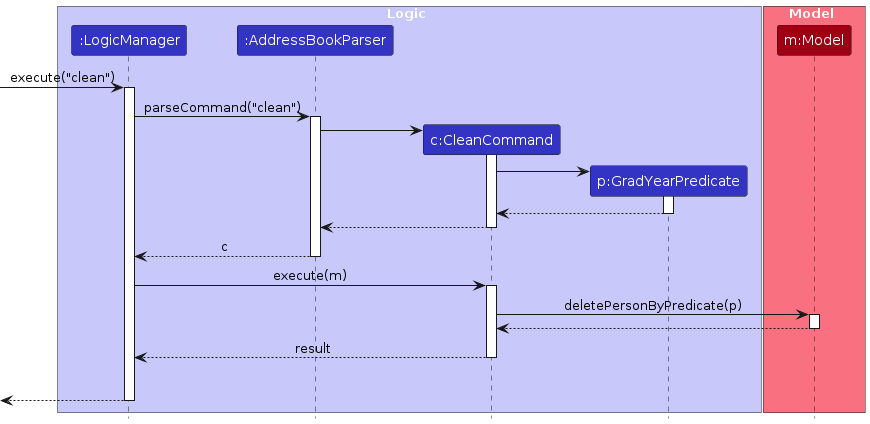 Logic
Model
:LogicManager
:AddressBookParser
m:Model
execute("clean")
parseCommand("clean")
c:CleanCommand
p:GradYearPredicate
c
execute(m)
deletePersonByPredicate(p)
result